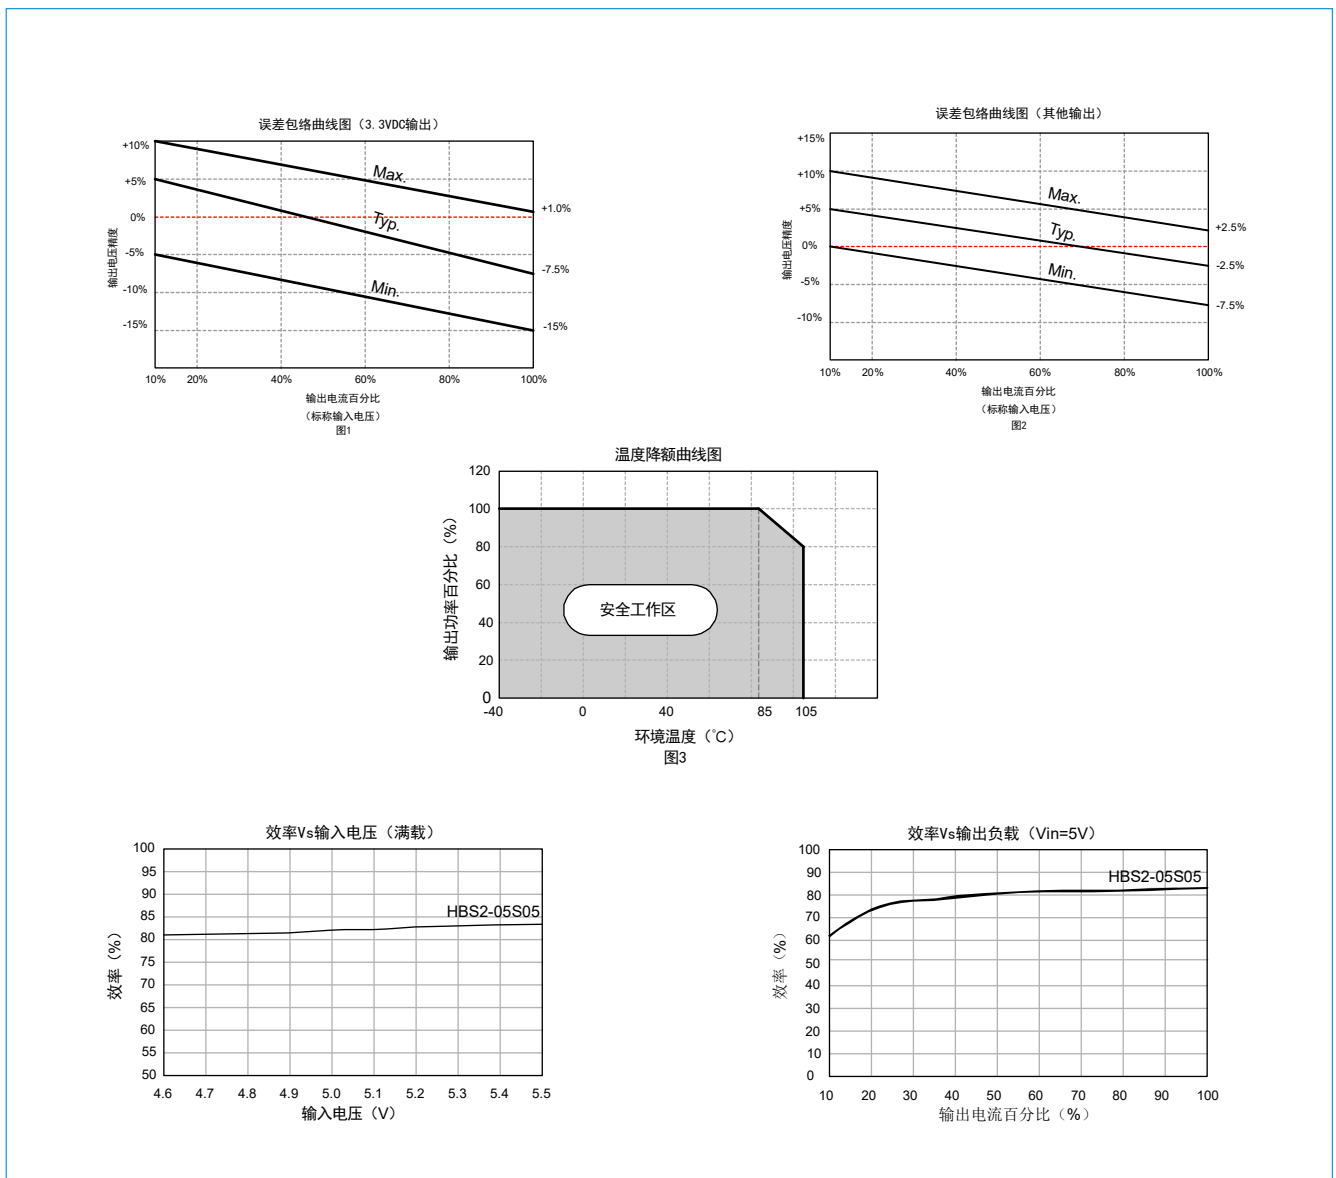 误差包络曲线图（3.3VDC输出）
+10%
+5%
0%
-5%
-10%
-15%
输出电压精度
Max.
Typ.
Min.
+1.0%
-7.5%
-15%
10% 20% 40% 60% 80% 100%
输出电流百分比
（标称输入电压）
图1
误差包络曲线图（其他输出）
+15%
+10%
+5%
0%
-5%
-10%
输出电压精度
Max.
Typ.
Min.
+2.5%
-2.5%
-7.5%
10% 20% 40% 60% 80% 100%
输出电流百分比
（标称输入电压）
图2
温度降额曲线图
120
100
80
60
40
20
0
输出功率百分比（%）
安全工作区
-40 0 40 85 105
环境温度（℃）
图3
效率Vs输入电压（满载）
100
95
90
85
80
75
70
65
60
55
50
效率（%）
HBS2-05S05
4.6 4.7 4.8 4.9 5.0 5.1 5.2 5.3 5.4 5.5
输入电压（V）
效率Vs输出负载（Vin=5V）
100
90
80
70
60
50
40
30
20
10
0
效率（%）
HBS2-05S05
10 20 30 40 50 60 70 80 90 100
输出电流百分比（%）